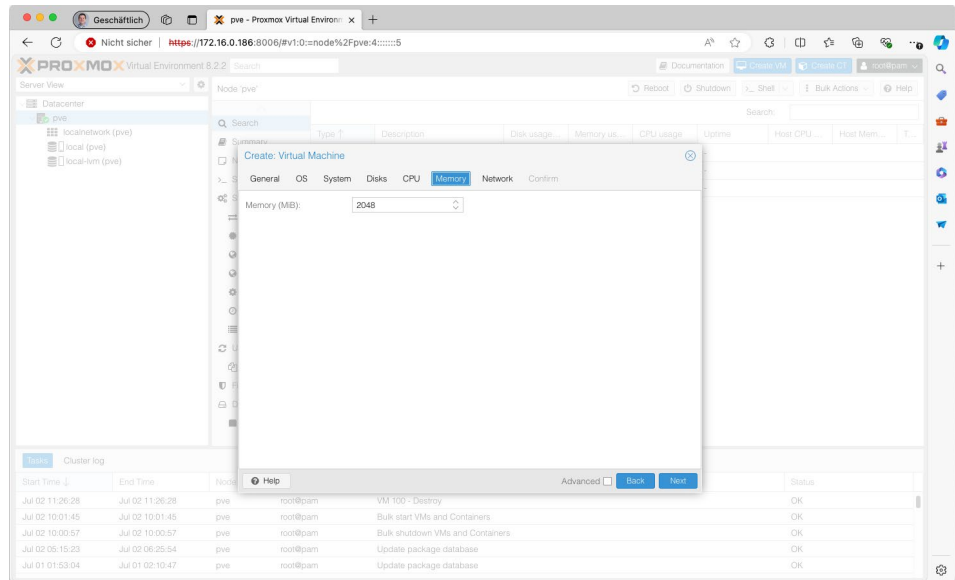 Geschäftlich
pve - Proxmox Virtual Environ
Nicht sicher | https://172.16.0.186:8006/#v1:0:=node%2Fpve:4:::::::5
PROXMOX Virtual Environment 8.2.2 Search
Documentation Create VM Create CT root@pam
Server View
Node 'pve'
Reboot Shutdown >_ Shell Bulk Actions Help
Datacenter
pve
localnetwork (pve)
local (pve)
local-lvm (pve)
Search
Summary
Search:
Type Description Disk usage... Memory us... CPU usage Uptime Host CPU... Host Mem... T...
Create: Virtual Machine
General OS System Disks CPU Memory Network Confirm
Memory (MiB): 2048
Help Advanced Back Next
Tasks Cluster log
Start Time End Time Node Status
Jul 02 11:26:28 Jul 02 11:26:28 pve root@pam VM 100 - Destroy OK
Jul 02 10:01:45 Jul 02 10:01:45 pve root@pam Bulk start VMs and Containers OK
Jul 02 10:00:57 Jul 02 10:00:57 pve root@pam Bulk shutdown VMs and Containers OK
Jul 02 05:15:23 Jul 02 06:25:54 pve root@pam Update package database OK
Jul 01 01:53:04 Jul 01 02:10:47 pve root@pam Update package database OK